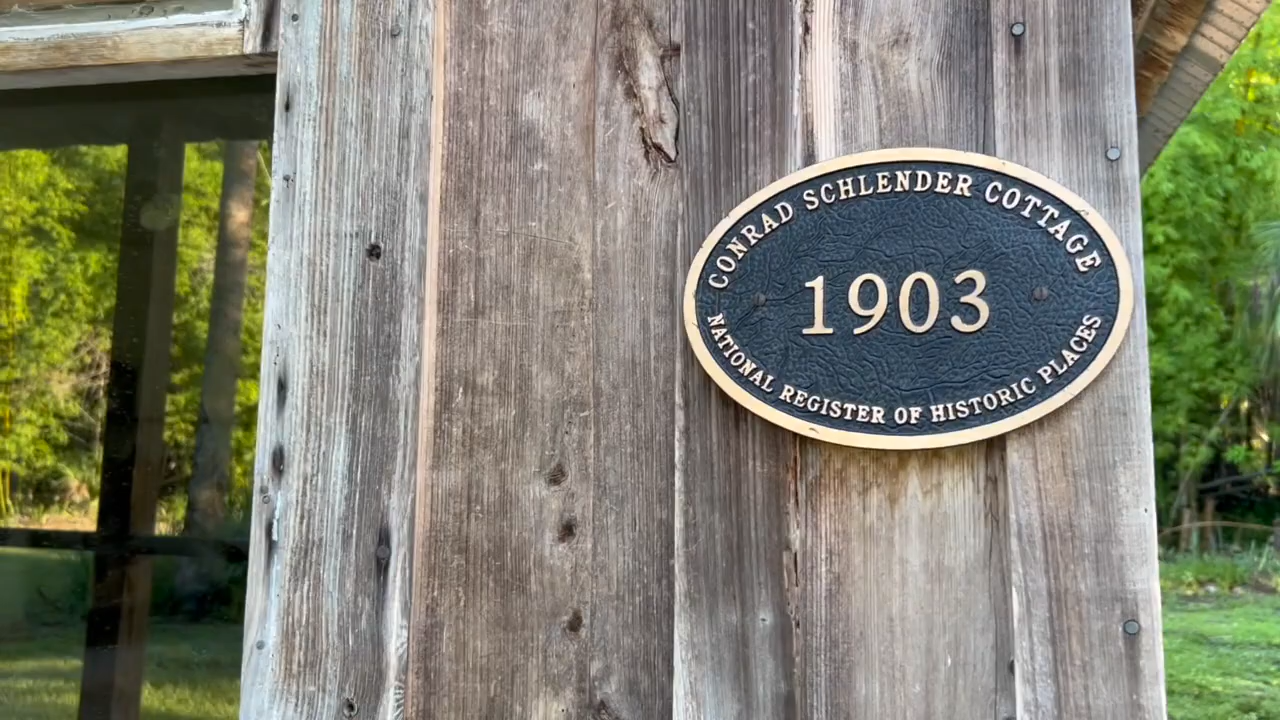 CONRAD SCHLENDER COTTAGE
1903
NATIONAL REGISTER OF HISTORIC PLACES